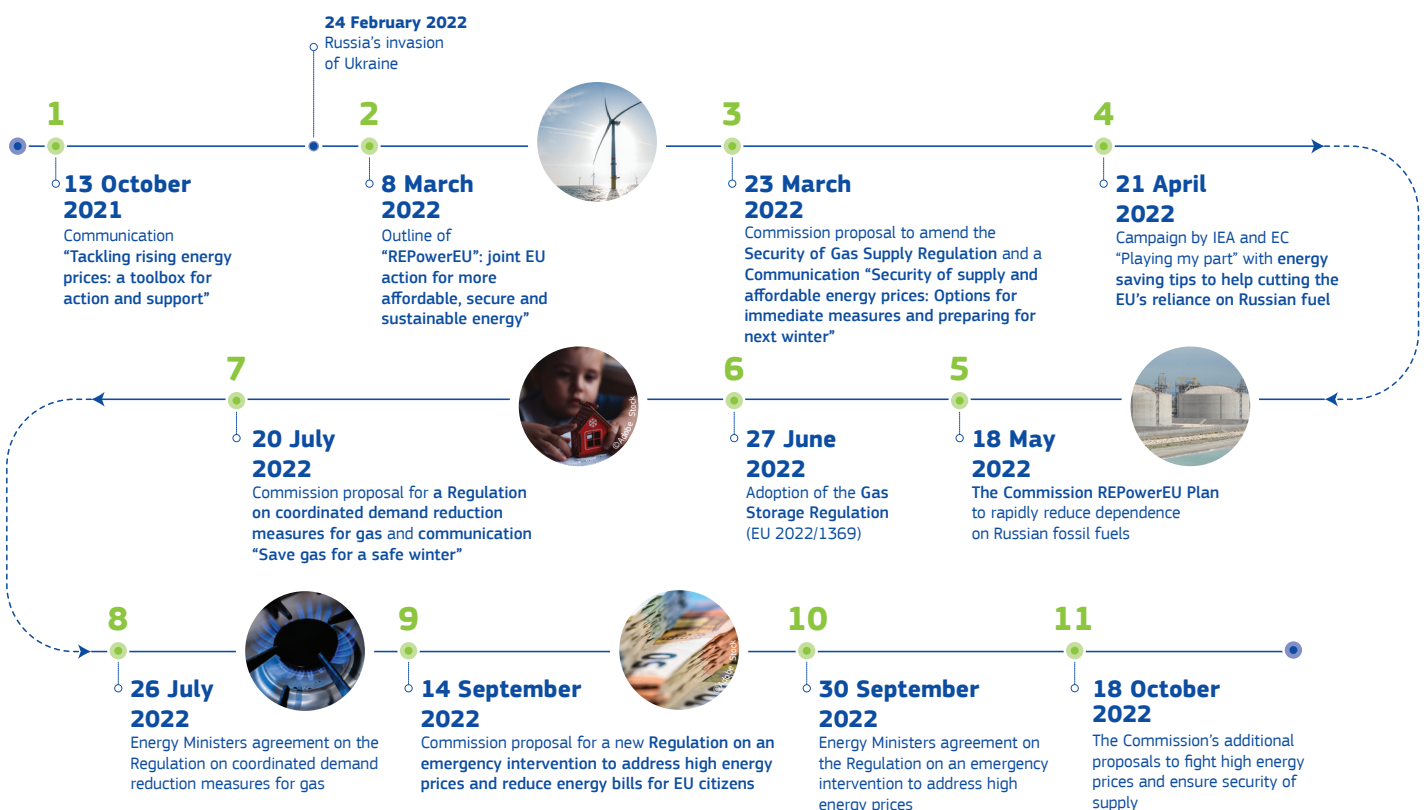 24 February 2022
Russia's invasion
of Ukraine
1
13 October
2021
Communication
“Tackling rising energy
prices: a toolbox for
action and support”
2
8 March
2022
Outline of
“REPowerEU”: joint EU
action for more
affordable, secure and
sustainable energy”
3
23 March
2022
Commission proposal to amend the
Security of Gas Supply Regulation and a
Communication “Security of supply and
affordable energy prices: Options for
immediate measures and preparing for
next winter”
4
21 April
2022
Campaign by IEA and EC
“Playing my part” with energy
saving tips to help cutting the
EU's reliance on Russian fuel
5
18 May
2022
The Commission REPowerEU Plan
to rapidly reduce dependence
on Russian fossil fuels
6
27 June
2022
Adoption of the Gas
Storage Regulation
(EU 2022/1369)
©Adobe Stock
7
20 July
2022
Commission proposal for a Regulation
on coordinated demand reduction
measures for gas and communication
“Save gas for a safe winter”
8
26 July
2022
Energy Ministers agreement on the
Regulation on coordinated demand
reduction measures for gas
9
14 September
2022
Commission proposal for a new Regulation on an
emergency intervention to address high energy
prices and reduce energy bills for EU citizens
50
©Adobe Stock
10
30 September
2022
Energy Ministers agreement on
the Regulation on an emergency
intervention to address high
energy prices
11
18 October
2022
The Commission's additional
proposals to fight high energy
prices and ensure security of
supply